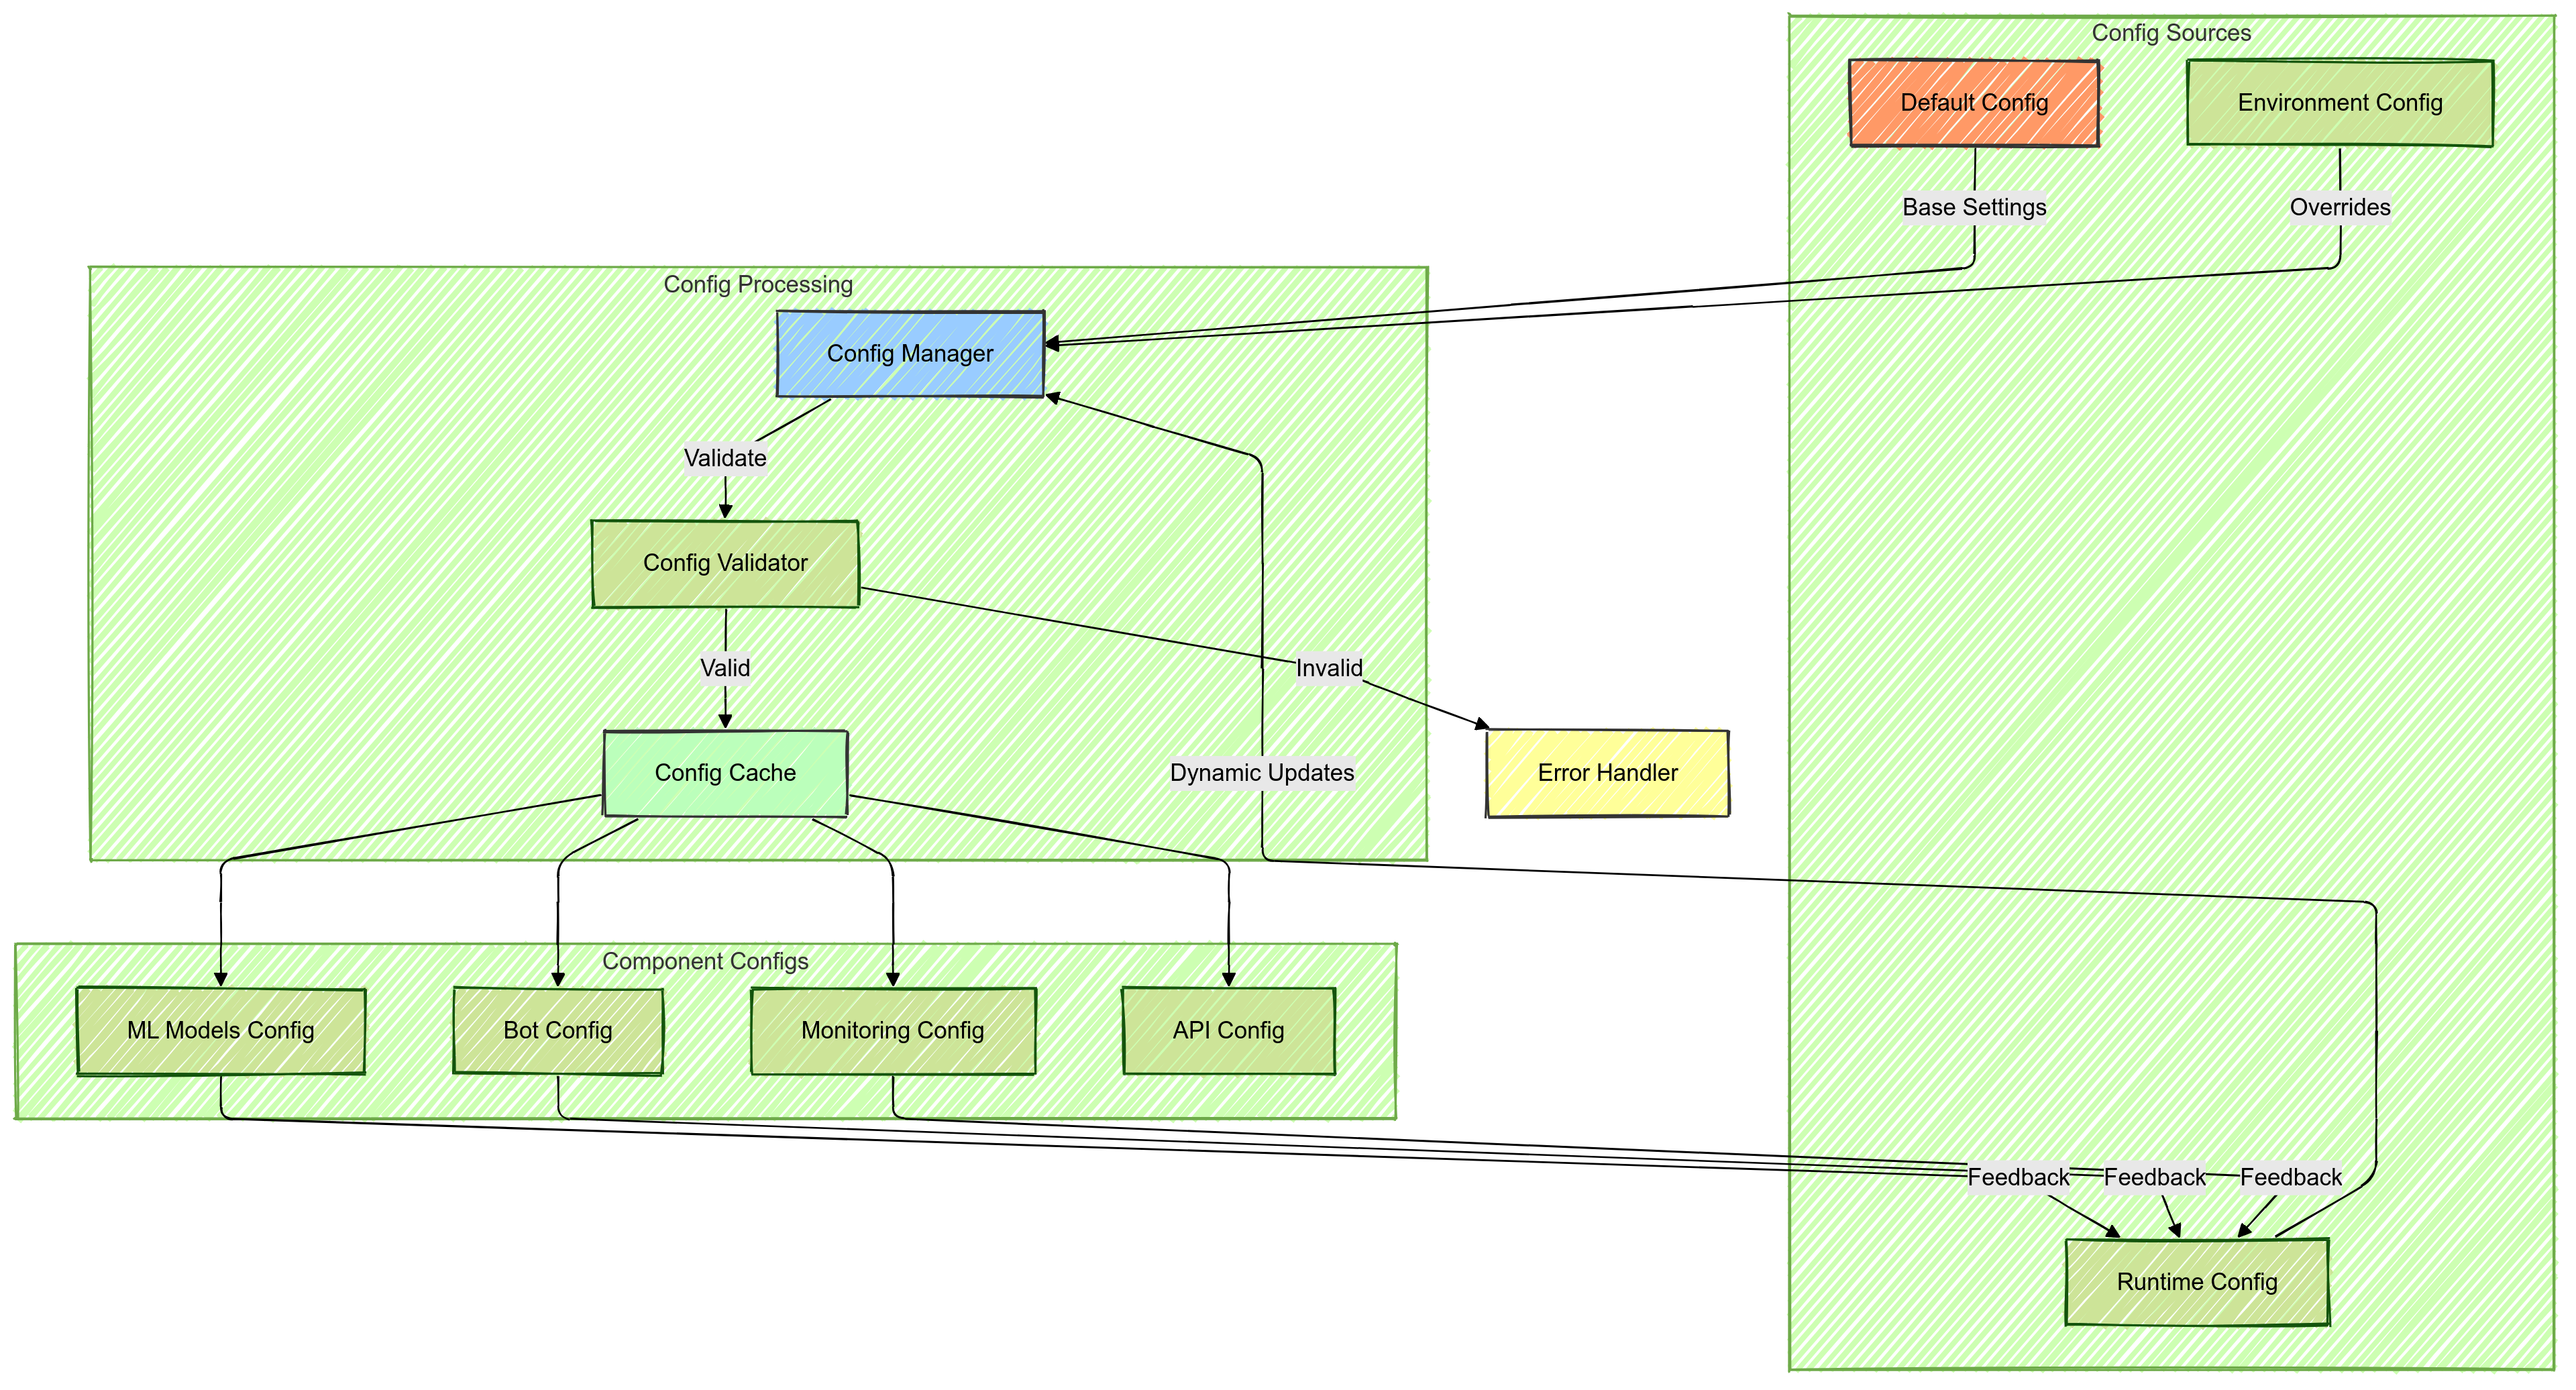 Config Sources
Default Config
Environment Config
Base Settings
Overrides
Config Processing
Config Manager
Validate
Config Validator
Valid
Invalid
Config Cache
Dynamic Updates
Error Handler
Component Configs
ML Models Config
Bot Config
Monitoring Config
API Config
Feedback
Feedback
Feedback
Runtime Config